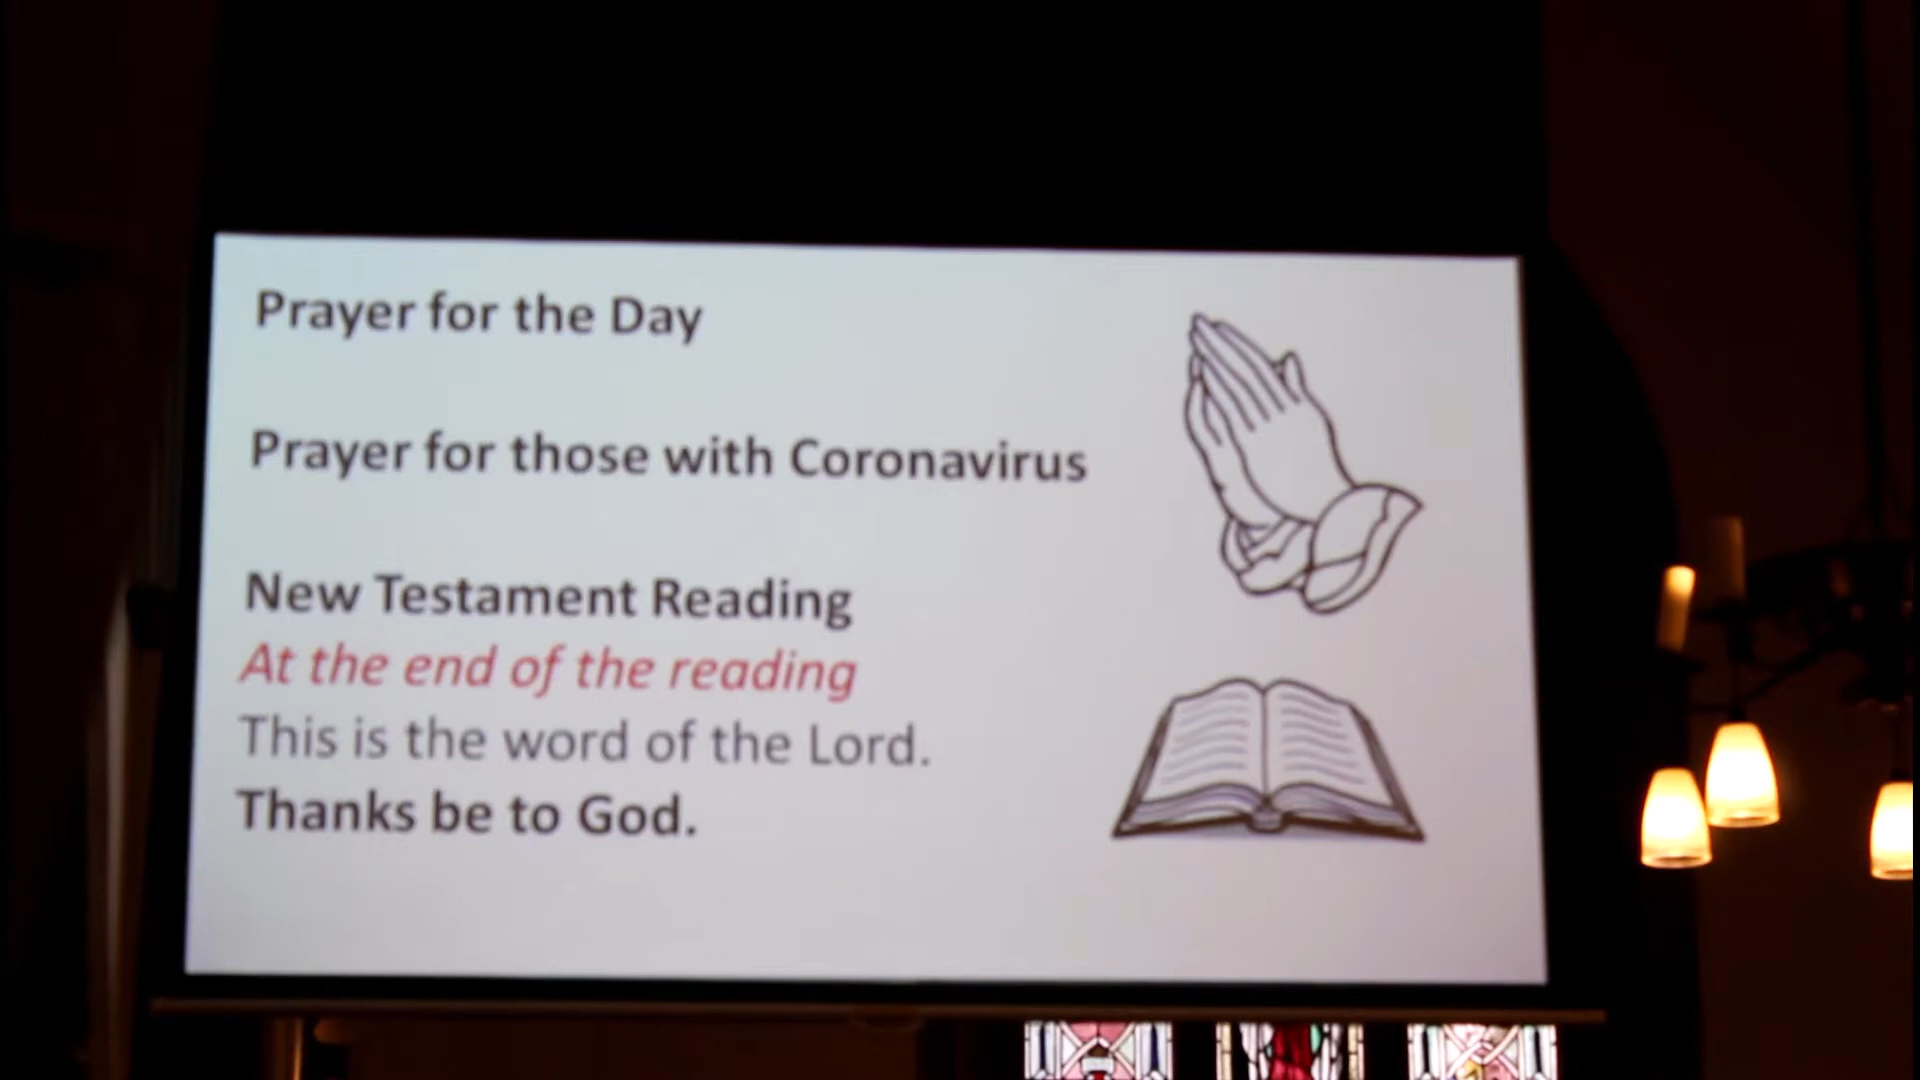 Prayer for the Day
Prayer for those with Coronavirus
New Testament Reading
At the end of the reading
This is the word of the Lord.
Thanks be to God.